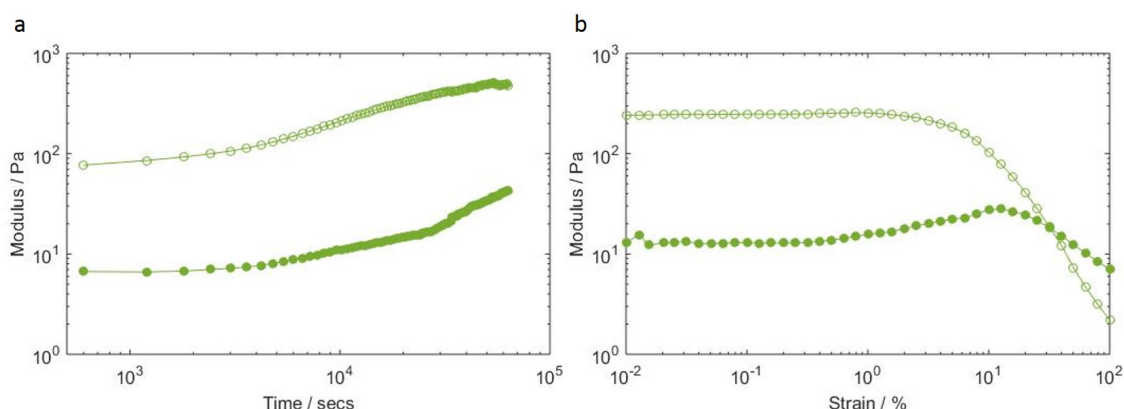 a b
10³ 10³
10² 10²
10¹ 10¹
10⁰ 10⁰
Modulus / Pa Modulus / Pa
10³ 10⁴ 10⁵ 10⁻² 10⁻¹ 10⁰ 10¹ 10²
Time / secs Strain / %